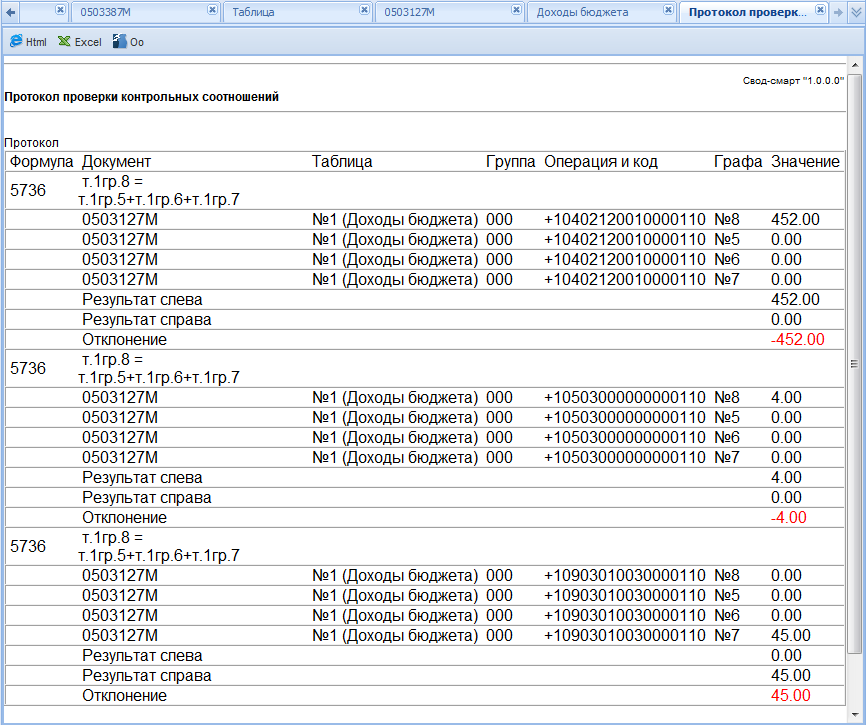 0503387М Таблица 0503127М Доходы бюджета Протокол проверк...
Html Excel Oo
Свод-смарт "1.0.0.0"
Протокол проверки контрольных соотношений
Протокол
Формула Документ Таблица Группа Операция и код Графа Значение
5736 т.1гр.8 =
т.1гр.5+т.1гр.6+т.1гр.7
0503127М №1 (Доходы бюджета) 000 +10402120010000110 №8 452.00
0503127М №1 (Доходы бюджета) 000 +10402120010000110 №5 0.00
0503127М №1 (Доходы бюджета) 000 +10402120010000110 №6 0.00
0503127М №1 (Доходы бюджета) 000 +10402120010000110 №7 0.00
Результат слева 452.00
Результат справа 0.00
Отклонение -452.00
5736 т.1гр.8 =
т.1гр.5+т.1гр.6+т.1гр.7
0503127М №1 (Доходы бюджета) 000 +10503000000000110 №8 4.00
0503127М №1 (Доходы бюджета) 000 +10503000000000110 №5 0.00
0503127М №1 (Доходы бюджета) 000 +10503000000000110 №6 0.00
0503127М №1 (Доходы бюджета) 000 +10503000000000110 №7 0.00
Результат слева 4.00
Результат справа 0.00
Отклонение -4.00
5736 т.1гр.8 =
т.1гр.5+т.1гр.6+т.1гр.7
0503127М №1 (Доходы бюджета) 000 +10903010030000110 №8 0.00
0503127М №1 (Доходы бюджета) 000 +10903010030000110 №5 0.00
0503127М №1 (Доходы бюджета) 000 +10903010030000110 №6 0.00
0503127М №1 (Доходы бюджета) 000 +10903010030000110 №7 45.00
Результат слева 0.00
Результат справа 45.00
Отклонение 45.00